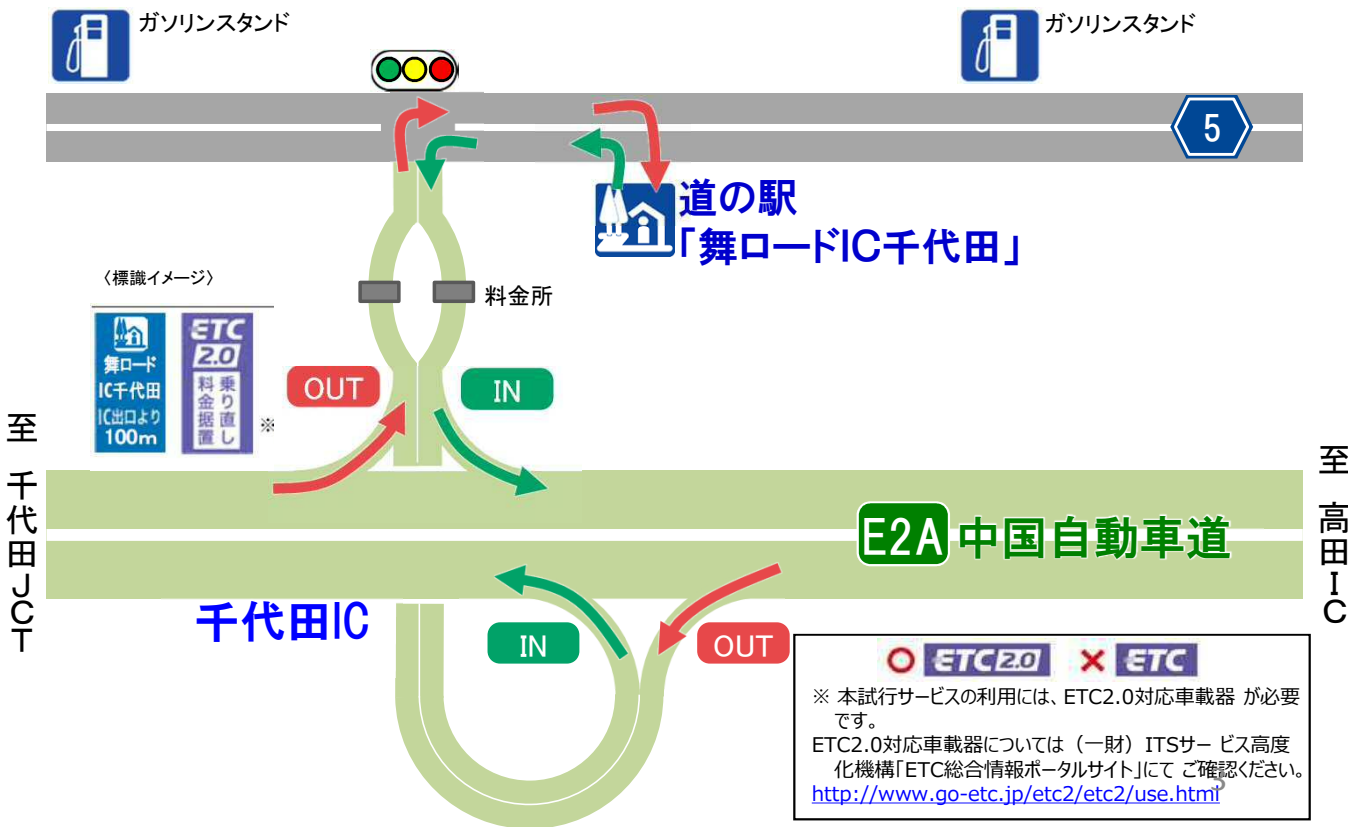 ガソリンスタンド
ガソリンスタンド
5
道の駅
「舞ロードIC千代田」
〈標識イメージ〉
料金所
舞ロード
IC千代田
IC出口より
100m
ETC
2.0
乗り直し
料金据置
※
OUT
IN
至 千代田JCT
至 高田IC
E2A 中国自動車道
千代田IC
IN
OUT
ETC2.0 ETC
※ 本試行サービスの利用には、ETC2.0対応車載器 が必要
です。
ETC2.0対応車載器については（一財）ITSサー ビス高度
化機構「ETC総合情報ポータルサイト」にて ご確認ください。
http://www.go-etc.jp/etc2/etc2/use.html
3